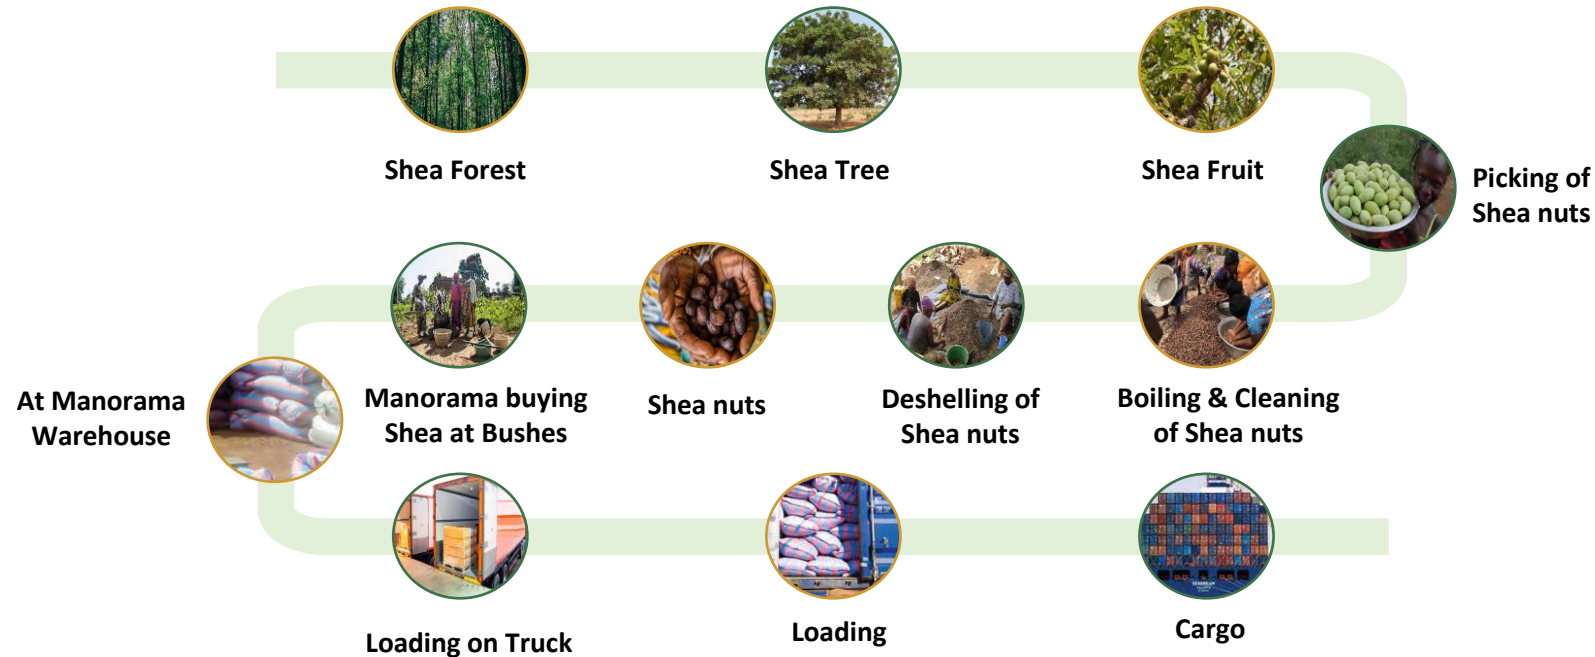 Shea Forest
Shea Tree
Shea Fruit
Picking of
Shea nuts
Boiling & Cleaning
of Shea nuts
Deshelling of
Shea nuts
Shea nuts
Manorama buying
Shea at Bushes
At Manorama
Warehouse
Loading on Truck
Loading
Cargo